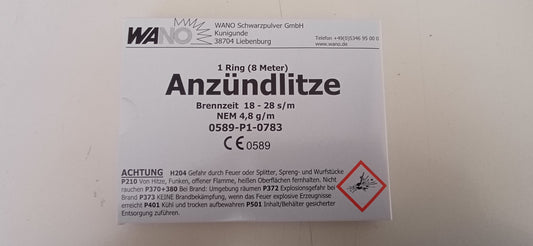 WANO
WANO Schwarzpulver GmbH
Kunigunde
38704 Liebenburg
Telefon +49(0)5346 95 00 0
www.wano.de
1 Ring (8 Meter)
Anzündlitze
Brennzeit 18 - 28 s/m
NEM 4,8 g/m
0589-P1-0783
CE 0589
ACHTUNG H204 Gefahr durch Feuer oder Splitter, Spreng- und Wurfstücke
P210 Von Hitze, Funken, offener Flamme, heißen Oberflächen fernhalten. Nicht
rauchen P370+380 Bei Brand: Umgebung räumen P372 Explosionsgefahr bei
Brand P373 KEINE Brandbekämpfung, wenn das Feuer explosive Erzeugnisse
erreicht P401 Kühl und trocken aufbewahren P501 Inhalt/Behälter gesicherter
Entsorgung zuführen.